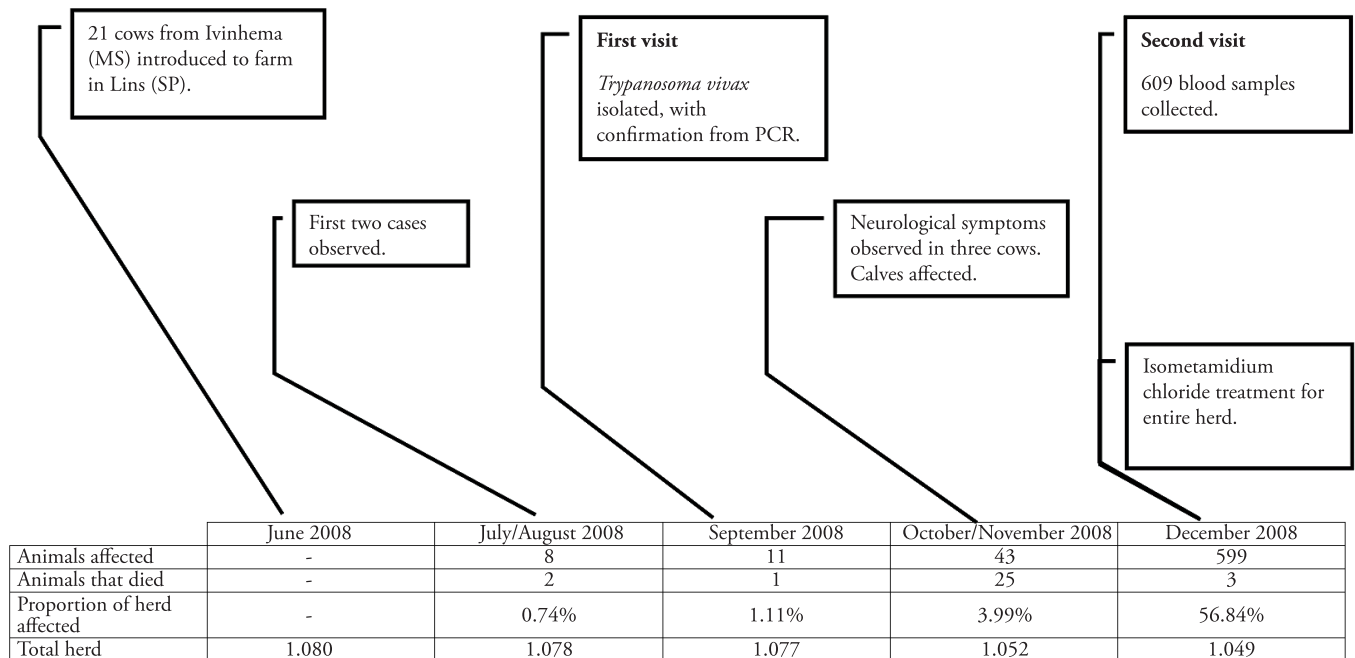 21 cows from Ivinhema
(MS) introduced to farm
in Lins (SP).
First two cases
observed.
First visit
Trypanosoma vivax
isolated, with
confirmation from PCR.
Neurological symptoms
observed in three cows.
Calves affected.
Second visit
609 blood samples
collected.
Isometamidium
chloride treatment for
entire herd.
June 2008 July/August 2008 September 2008 October/November 2008 December 2008
Animals affected - 8 11 43 599
Animals that died - 2 1 25 3
Proportion of herd
affected - 0.74% 1.11% 3.99% 56.84%
Total herd 1.080 1.078 1.077 1.052 1.049